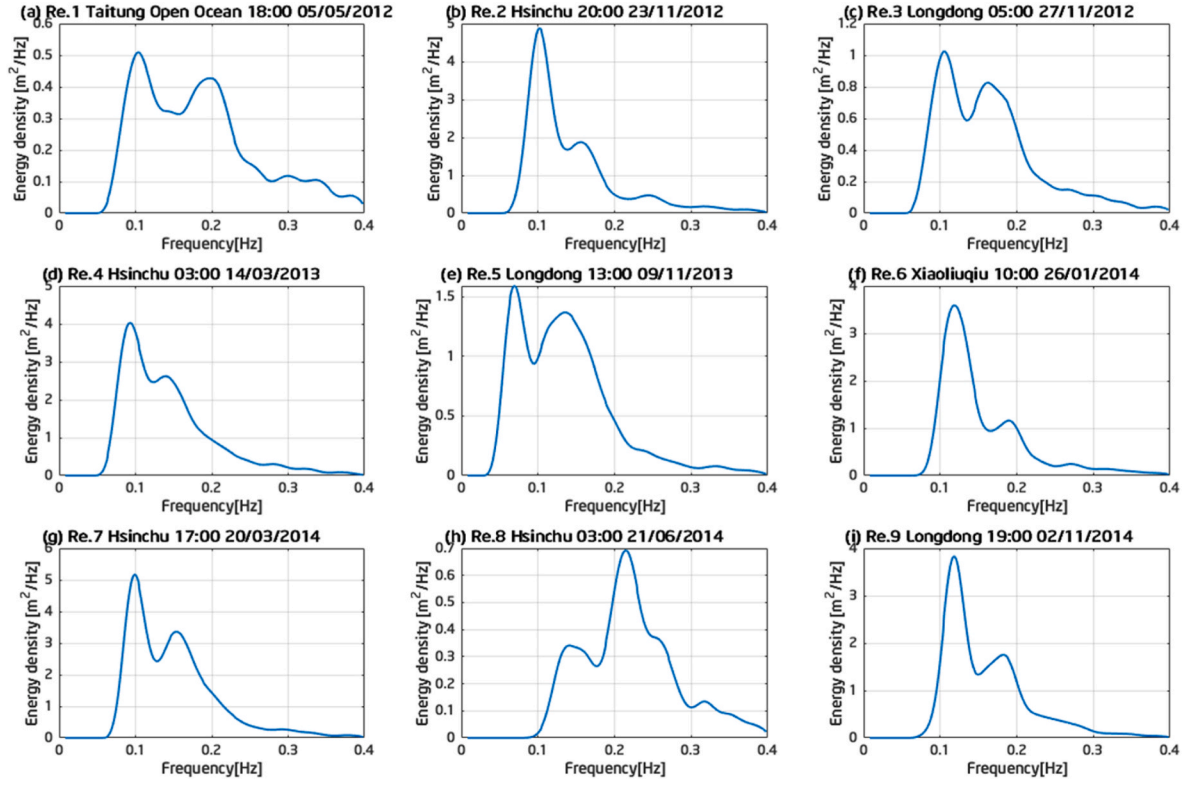 (a) Re.1 Taitung Open Ocean 18:00 05/05/2012
Energy density [m²/Hz]
0.6
0.5
0.4
0.3
0.2
0.1
0
0 0.1 0.2 0.3 0.4
Frequency[Hz]
(b) Re.2 Hsinchu 20:00 23/11/2012
Energy density [m²/Hz]
5
4
3
2
1
0
0 0.1 0.2 0.3 0.4
Frequency[Hz]
(c) Re.3 Longdong 05:00 27/11/2012
Energy density [m²/Hz]
1.2
1
0.8
0.6
0.4
0.2
0
0 0.1 0.2 0.3 0.4
Frequency[Hz]
(d) Re.4 Hsinchu 03:00 14/03/2013
Energy density [m²/Hz]
5
4
3
2
1
0
0 0.1 0.2 0.3 0.4
Frequency[Hz]
(e) Re.5 Longdong 13:00 09/11/2013
Energy density [m²/Hz]
1.5
1
0.5
0
0 0.1 0.2 0.3 0.4
Frequency[Hz]
(f) Re.6 Xiaoliuqiu 10:00 26/01/2014
Energy density [m²/Hz]
4
3
2
1
0
0 0.1 0.2 0.3 0.4
Frequency[Hz]
(g) Re.7 Hsinchu 17:00 20/03/2014
Energy density [m²/Hz]
6
5
4
3
2
1
0
0 0.1 0.2 0.3 0.4
Frequency[Hz]
(h) Re.8 Hsinchu 03:00 21/06/2014
Energy density [m²/Hz]
0.7
0.6
0.5
0.4
0.3
0.2
0.1
0
0 0.1 0.2 0.3 0.4
Frequency[Hz]
(i) Re.9 Longdong 19:00 02/11/2014
Energy density [m²/Hz]
4
3
2
1
0
0 0.1 0.2 0.3 0.4
Frequency[Hz]